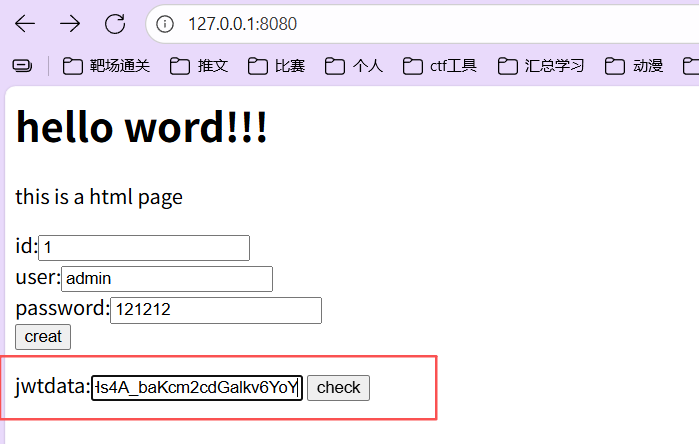 127.0.0.1:8080
靶场通关 推文 比赛 个人 ctf工具 汇总学习 动漫
hello word!!!
this is a html page
id:1
user:admin
password:121212
creat
jwtdata:Is4A_baKcm2cdGalkv6YoY check